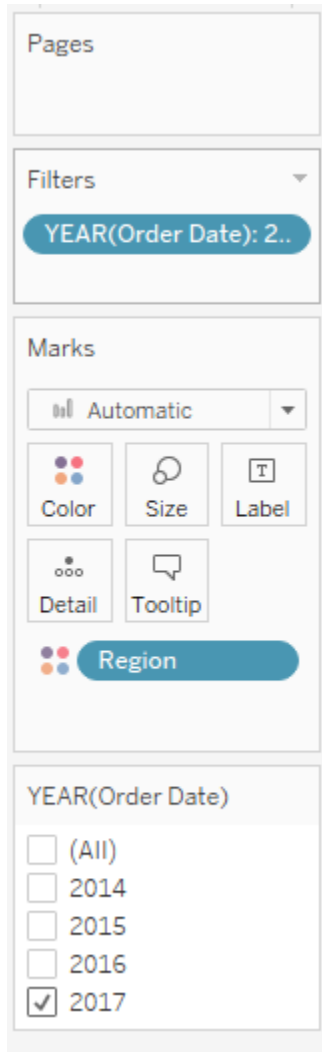 Pages
Filters
YEAR(Order Date): 2..
Marks
Automatic
Color Size Label
Detail Tooltip
Region
YEAR(Order Date)
(All)
2014
2015
2016
2017